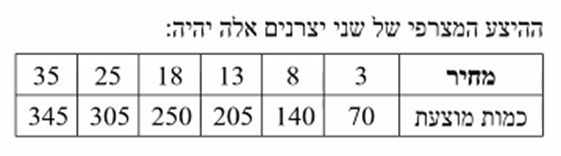 ההיצע המצרפי של שני יצרנים אלה יהיה:
מחיר 3 8 13 18 25 35
כמות מוצעת 70 140 205 250 305 345